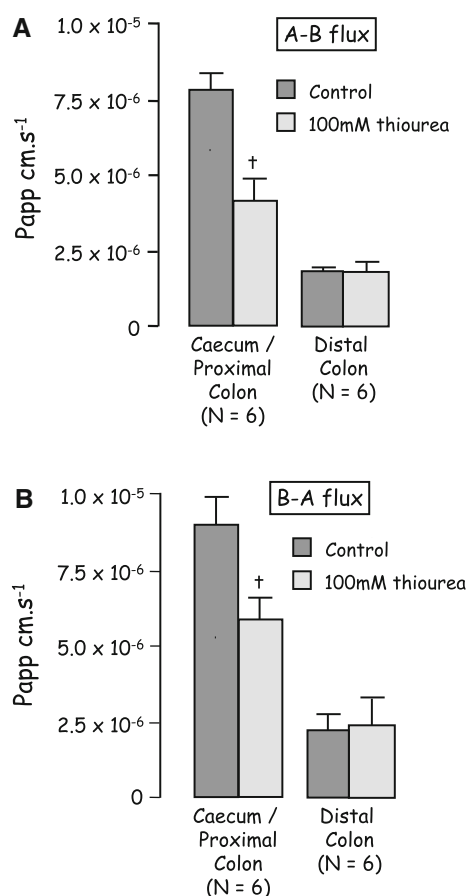 A
A-B flux
1.0 x 10⁻⁵
7.5 x 10⁻⁶
5.0 x 10⁻⁶
2.5 x 10⁻⁶
0
Papp cm.s⁻¹
Control
100mM thiourea
†
Caecum /
Proximal
Colon
(N = 6)
Distal
Colon
(N = 6)
B
B-A flux
1.0 x 10⁻⁵
7.5 x 10⁻⁶
5.0 x 10⁻⁶
2.5 x 10⁻⁶
0
Papp cm.s⁻¹
Control
100mM thiourea
†
Caecum /
Proximal
Colon
(N = 6)
Distal
Colon
(N = 6)